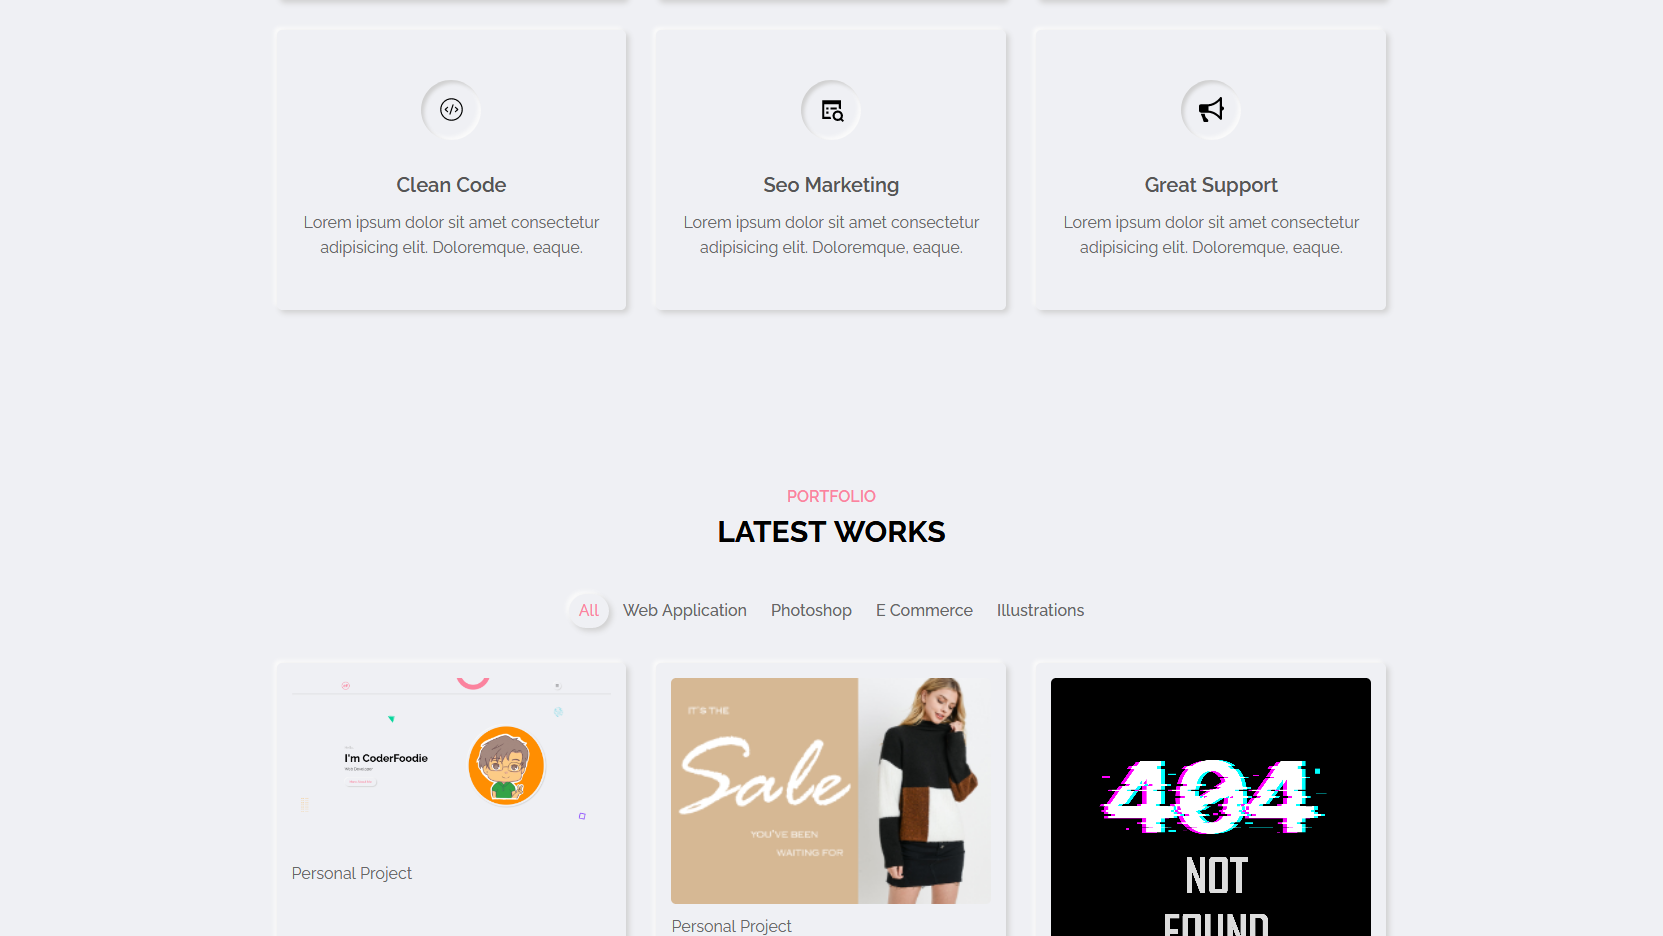 Clean Code
Lorem ipsum dolor sit amet consectetur
adipisicing elit. Doloremque, eaque.
Seo Marketing
Lorem ipsum dolor sit amet consectetur
adipisicing elit. Doloremque, eaque.
Great Support
Lorem ipsum dolor sit amet consectetur
adipisicing elit. Doloremque, eaque.
PORTFOLIO
LATEST WORKS
All Web Application Photoshop E Commerce Illustrations
I'm CoderFoodie
Web Developer
Personal Project
IT'S THE
Sale
YOU'VE BEEN
WAITING FOR
Personal Project
404
NOT
FOUND